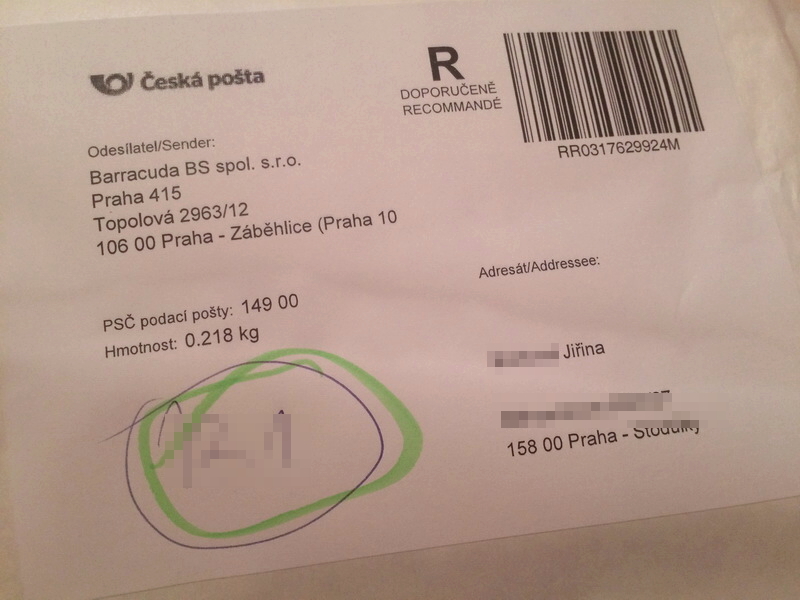 Česká pošta
R
DOPORUČENĚ
RECOMMANDÉ
RR0317629924M
Odesílatel/Sender:
Barracuda BS spol. s.r.o.
Praha 415
Topolová 2963/12
106 00 Praha - Záběhlice (Praha 10
PSČ podací pošty: 149 00
Hmotnost: 0.218 kg
Adresát/Addressee:
Jiřina
158 00 Praha - Stodůlky